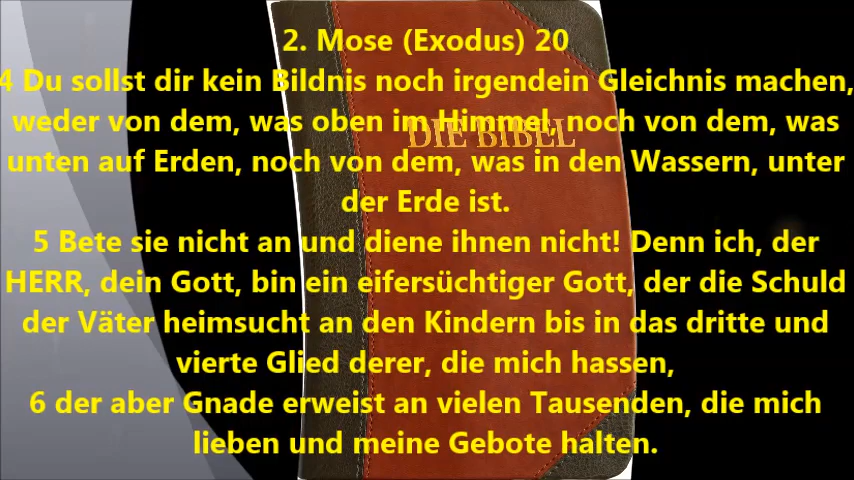 2. Mose (Exodus) 20
4 Du sollst dir kein Bildnis noch irgendein Gleichnis machen,
weder von dem, was oben im Himmel, noch von dem, was
DIE BIBEL
unten auf Erden, noch von dem, was in den Wassern, unter
der Erde ist.
5 Bete sie nicht an und diene ihnen nicht! Denn ich, der
HERR, dein Gott, bin ein eifersüchtiger Gott, der die Schuld
der Väter heimsucht an den Kindern bis in das dritte und
vierte Glied derer, die mich hassen,
6 der aber Gnade erweist an vielen Tausenden, die mich
lieben und meine Gebote halten.